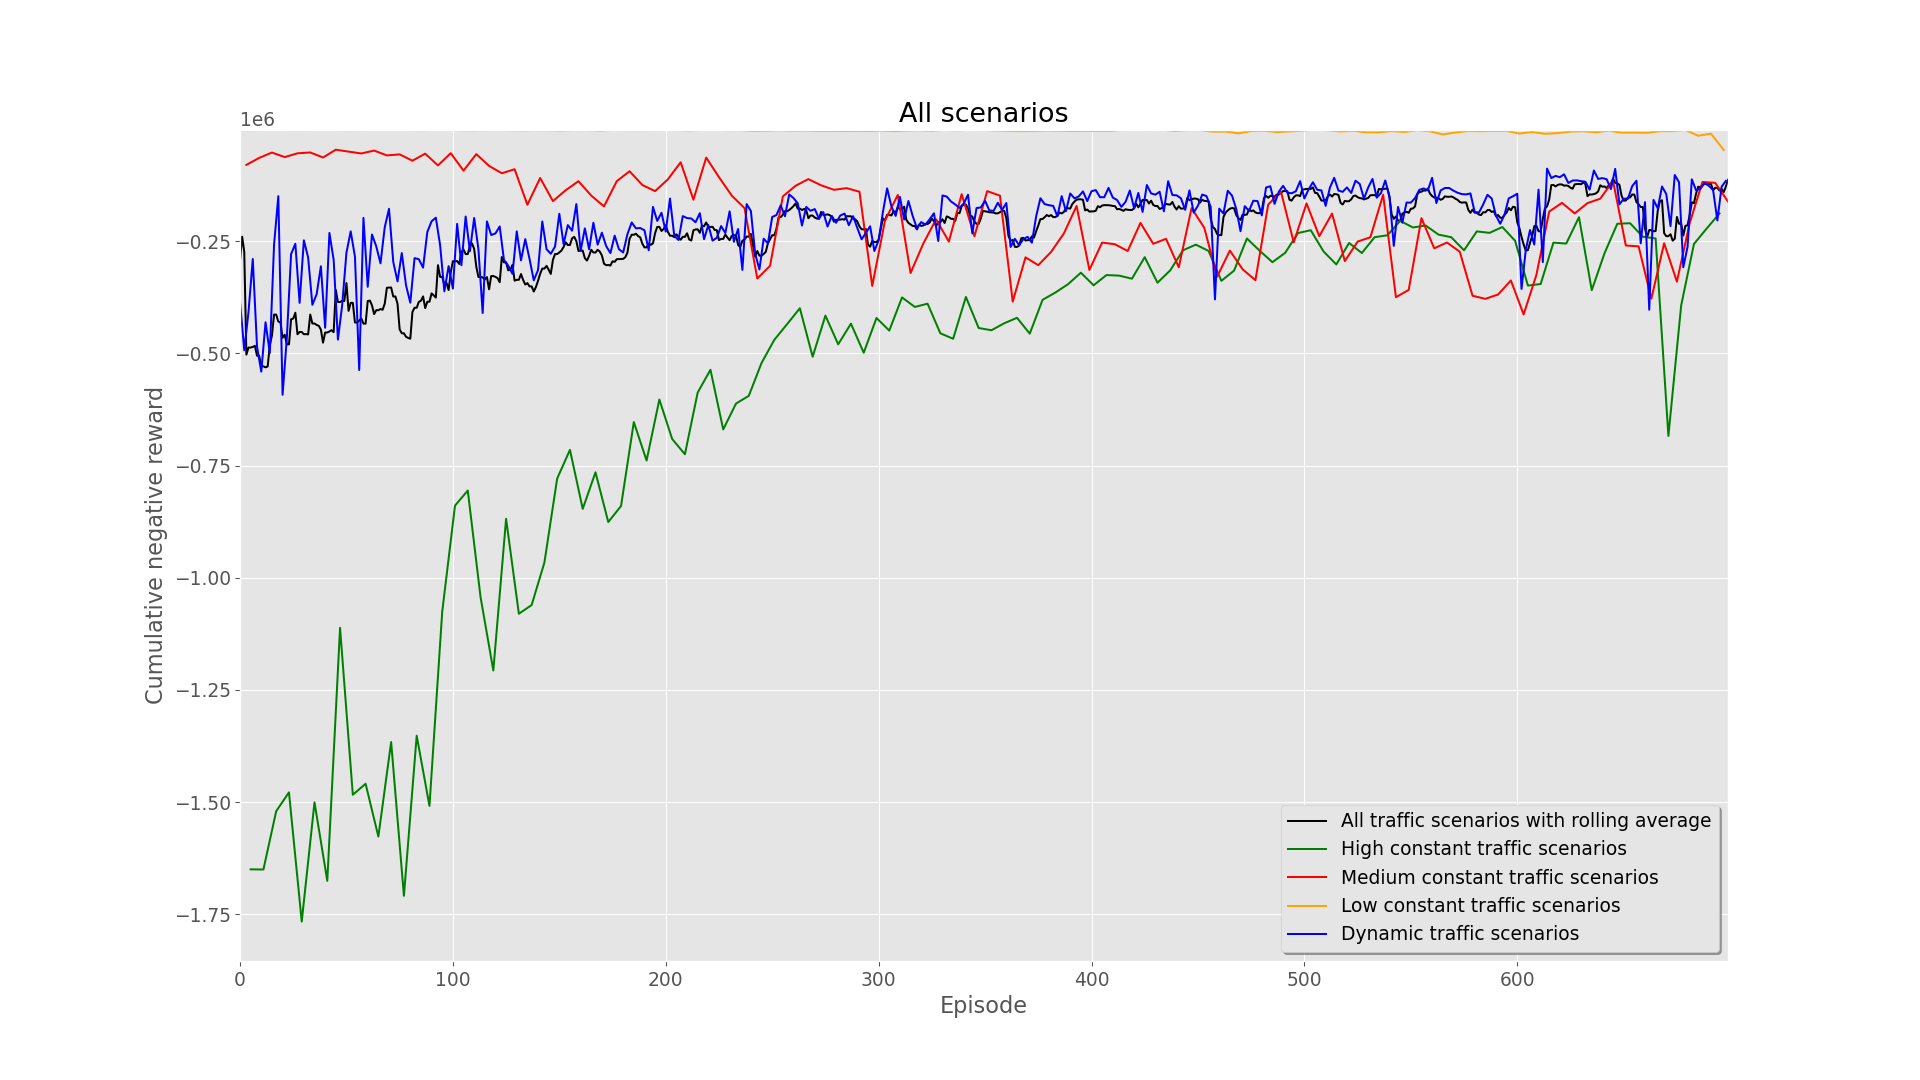 All scenarios
1e6
−0.25
−0.50
−0.75
−1.00
−1.25
−1.50
−1.75
Cumulative negative reward
0 100 200 300 400 500 600
Episode
All traffic scenarios with rolling average
High constant traffic scenarios
Medium constant traffic scenarios
Low constant traffic scenarios
Dynamic traffic scenarios